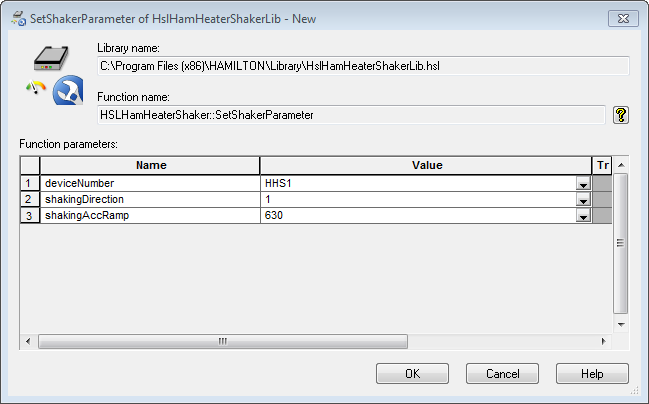 SetShakerParameter of HslHamHeaterShakerLib - New
Library name:
C:\Program Files (x86)\HAMILTON\Library\HslHamHeaterShakerLib.hsl
Function name:
HSLHamHeaterShaker::SetShakerParameter
?
Function parameters:
Name Value Tr
1 deviceNumber HHS1
2 shakingDirection 1
3 shakingAccRamp 630
OK Cancel Help